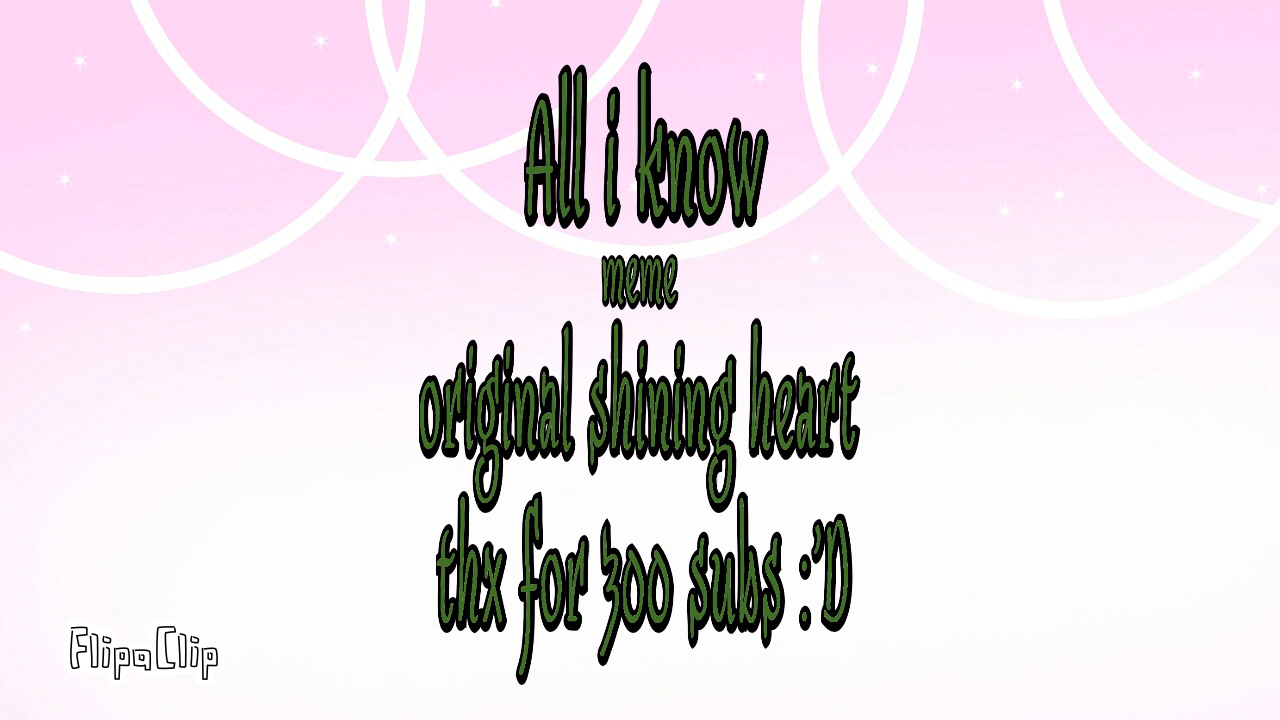 All i know
meme
original shining heart
thx for 300 subs :'D
FlipaClip